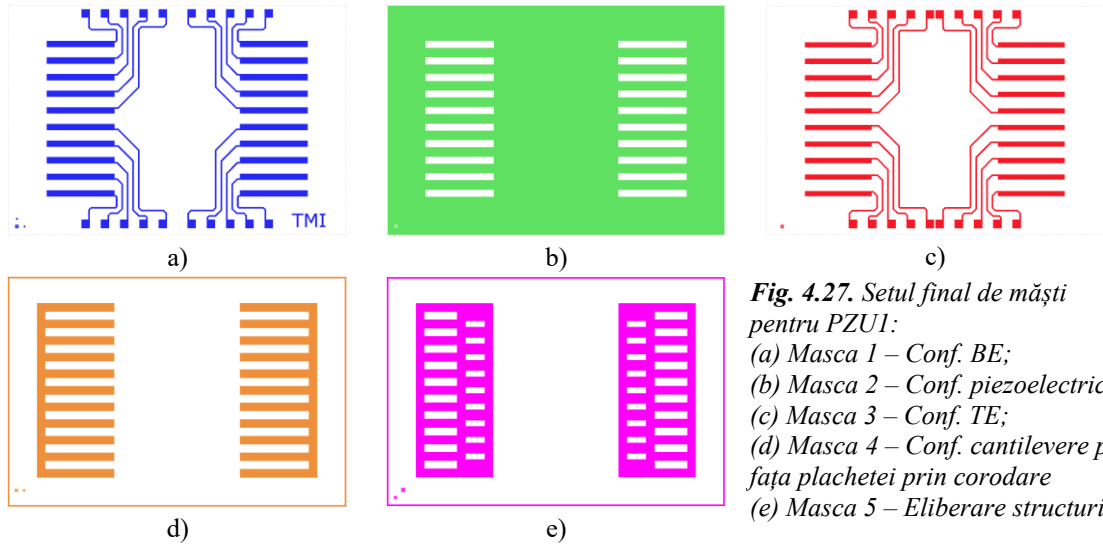 TMI
a)
b)
c)
d)
e)
Fig. 4.27. Setul final de măști
pentru PZU1:
(a) Masca 1 – Conf. BE;
(b) Masca 2 – Conf. piezoelectric
(c) Masca 3 – Conf. TE;
(d) Masca 4 – Conf. cantilevere p
fața plachetei prin corodare
(e) Masca 5 – Eliberare structuri